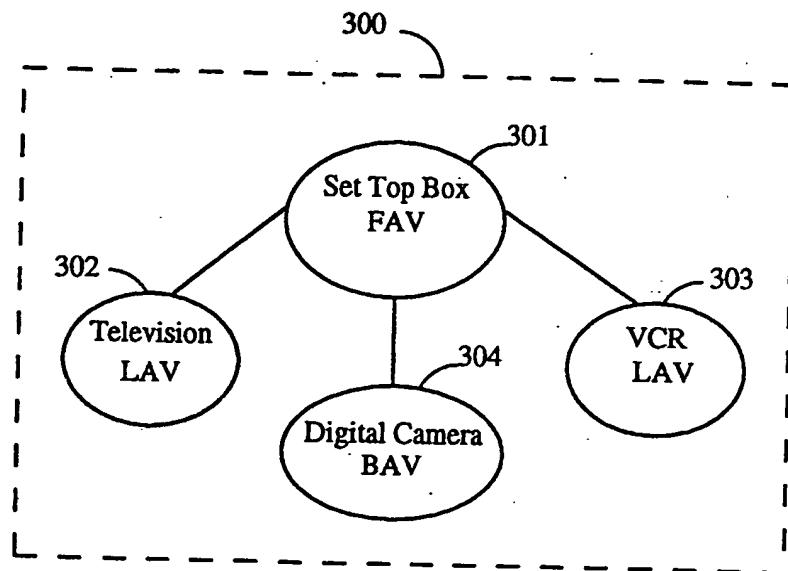 300
301
Set Top Box
FAV
302
Television
LAV
303
VCR
LAV
304
Digital Camera
BAV